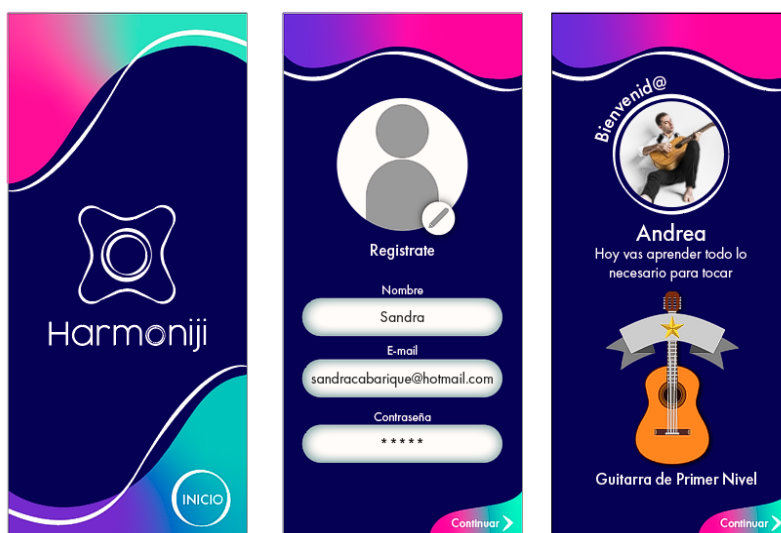 Harmoniji
INICIO
Registrate
Nombre
Sandra
E-mail
sandracabarique@hotmail.com
Contraseña
*****
Continuar
Bienvenid@
Andrea
Hoy vas aprender todo lo
necesario para tocar
Guitarra de Primer Nivel
Continuar